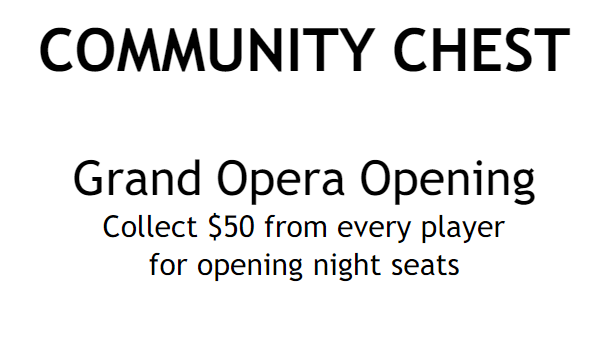 COMMUNITY CHEST
Grand Opera Opening
Collect $50 from every player
for opening night seats